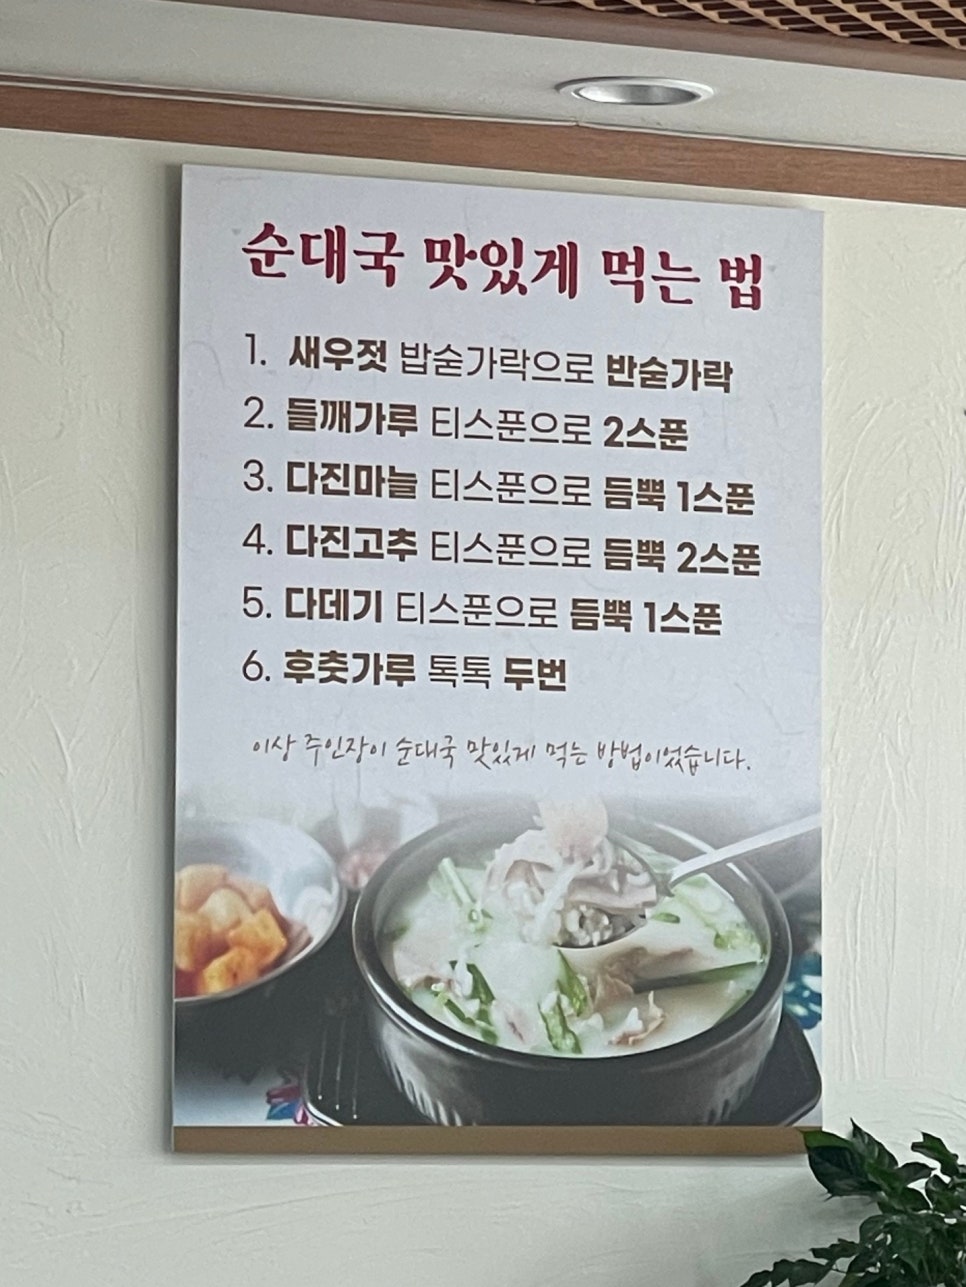 순대국 맛있게 먹는 법
1. 새우젓 밥숟가락으로 반숟가락
2. 들깨가루 티스푼으로 2스푼
3. 다진마늘 티스푼으로 듬뿍 1스푼
4. 다진고추 티스푼으로 듬뿍 2스푼
5. 다데기 티스푼으로 듬뿍 1스푼
6. 후춧가루 톡톡 두번
이상 주인장이 순대국 맛있게 먹는 방법이었습니다.